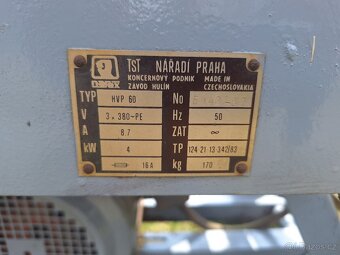 TST NÁŘADÍ PRAHA
KONCERNOVÝ PODNIK MADE IN
ZÁVOD HULÍN CZECHOSLOVAKIA
TYP HVP 60 No
V 3 x 380-PE Hz 50
A 8.7 ZAT ∞
kW 4 TP 124 21 13 342/83
16 A kg 170